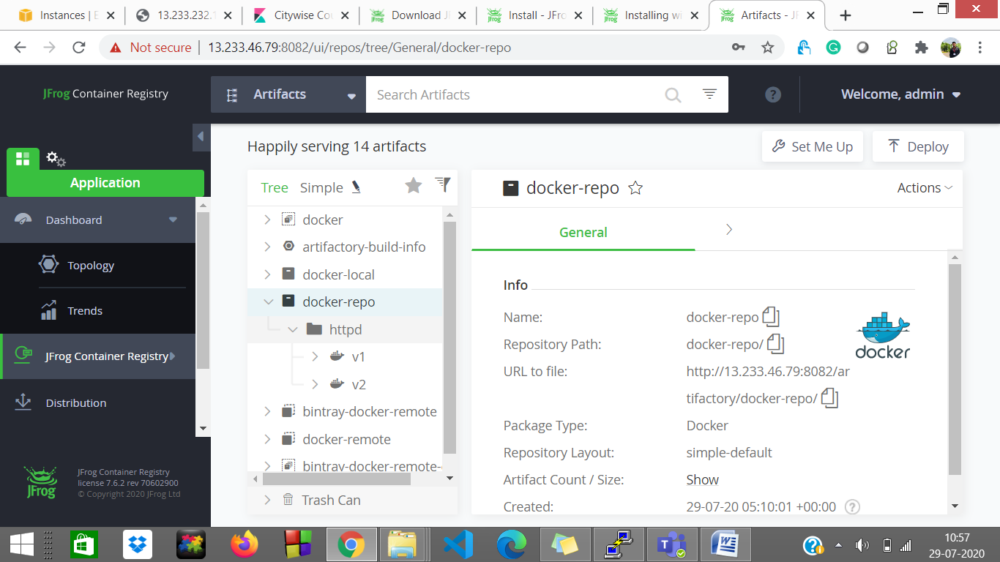 Instances | E
13.233.232.1
Citywise Cou
Download JF
Install - JFro
Installing wi
Artifacts - JF
Not secure
13.233.46.79:8082/ui/repos/tree/General/docker-repo
JFrog Container Registry
Artifacts
Search Artifacts
?
Welcome, admin
Happily serving 14 artifacts
Set Me Up
Deploy
Application
Dashboard
Topology
Trends
JFrog Container Registry
Distribution
JFrog
JFrog Container Registry
license 7.6.2 rev 70602900
© Copyright 2020 JFrog Ltd
Tree
Simple
docker
artifactory-build-info
docker-local
docker-repo
httpd
v1
v2
bintray-docker-remote
docker-remote
bintray-docker-remote-
Trash Can
docker-repo
Actions
General
Info
Name: docker-repo
Repository Path: docker-repo/
URL to file: http://13.233.46.79:8082/ar
tifactory/docker-repo/
Package Type: Docker
Repository Layout: simple-default
Artifact Count / Size: Show
Created: 29-07-20 05:10:01 +00:00 ?
docker
10:57
29-07-2020